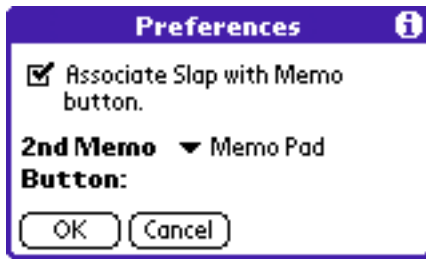 Preferences
Associate Slap with Memo
button.
2nd Memo Memo Pad
Button:
OK Cancel